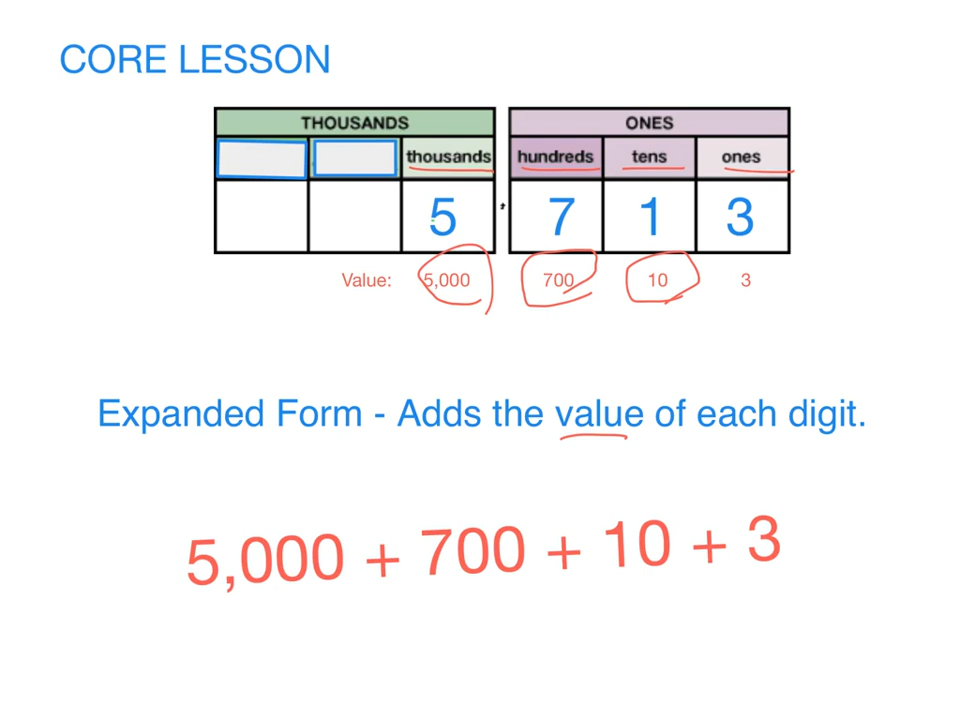 CORE LESSON
THOUSANDS ONES
thousands hundreds tens ones
5 , 7 1 3
Value: 5,000 700 10 3
Expanded Form - Adds the value of each digit.
5,000 + 700 + 10 + 3